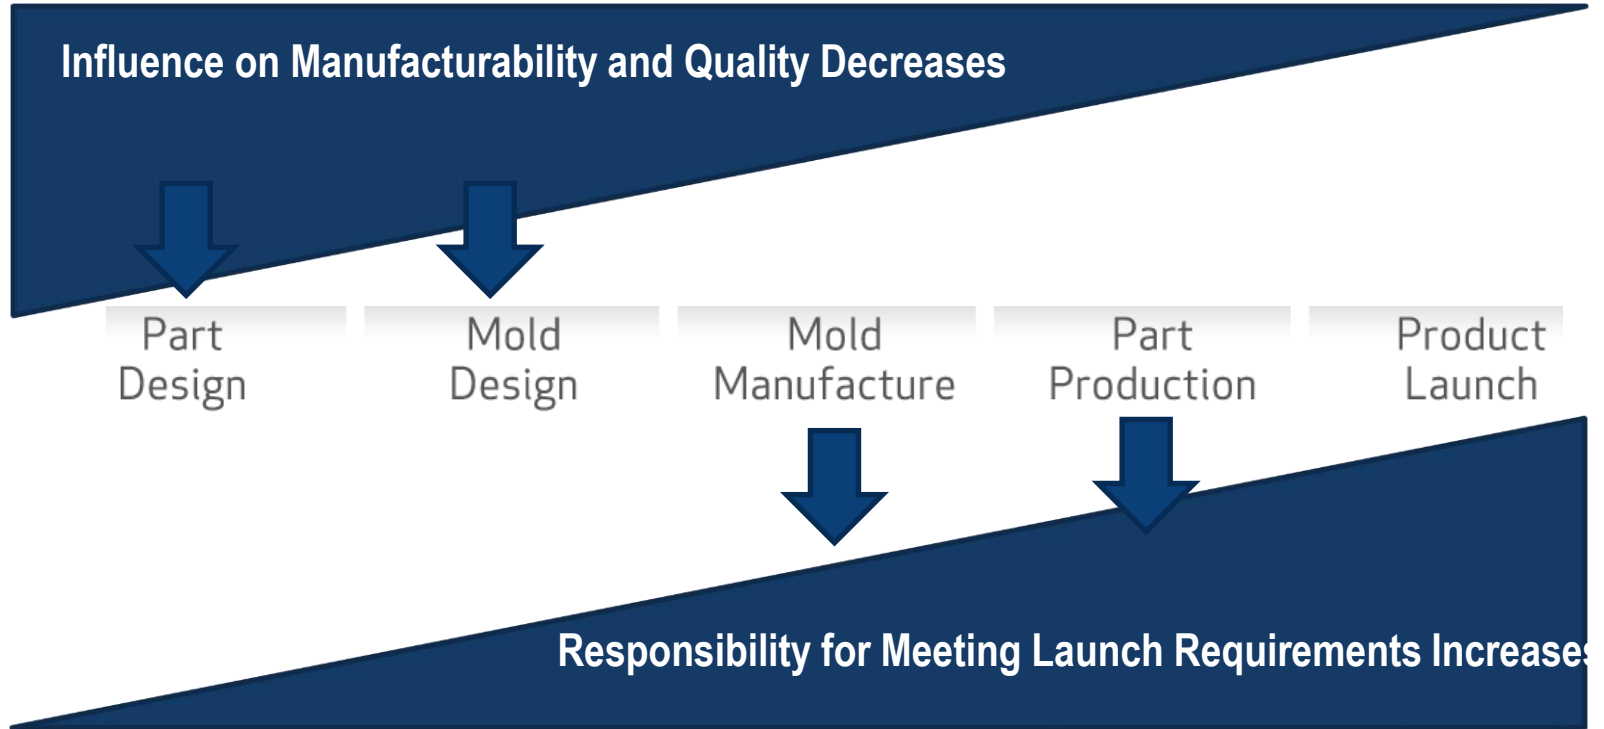 Influence on Manufacturability and Quality Decreases
Part
Design
Mold
Design
Mold
Manufacture
Part
Production
Product
Launch
Responsibility for Meeting Launch Requirements Increases